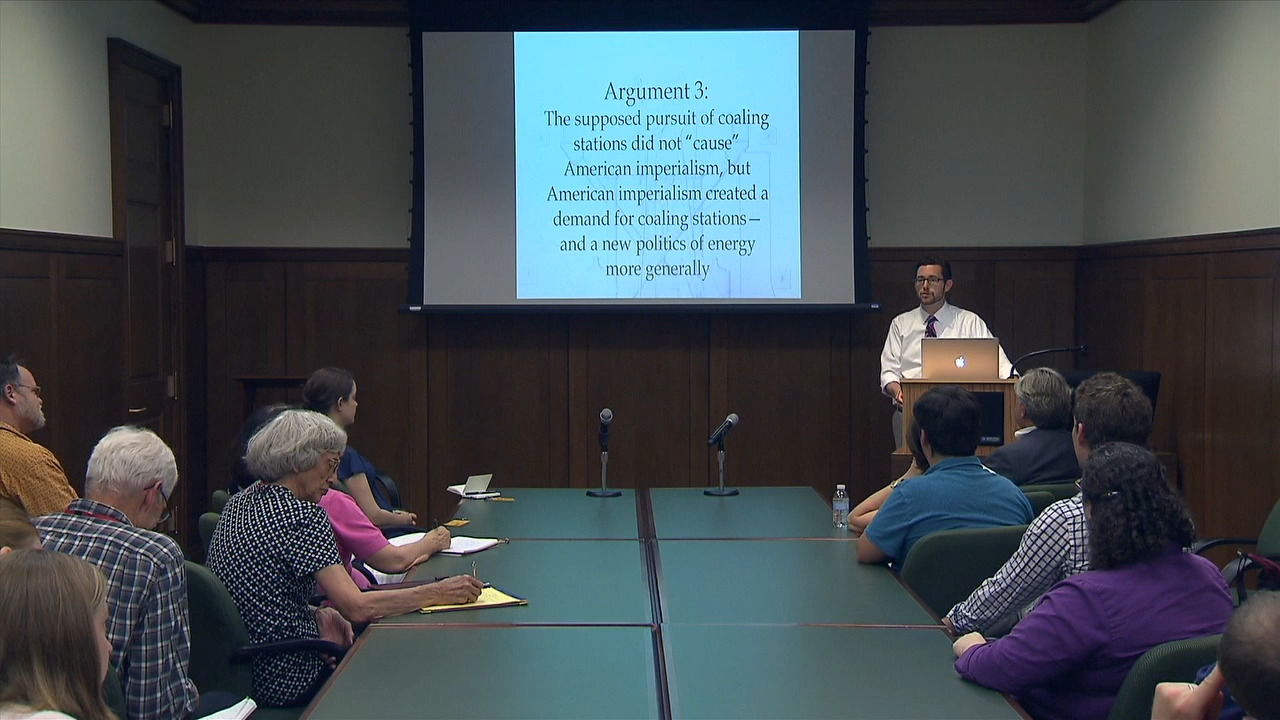 Argument 3:
The supposed pursuit of coaling
stations did not “cause”
American imperialism, but
American imperialism created a
demand for coaling stations—
and a new politics of energy
more generally